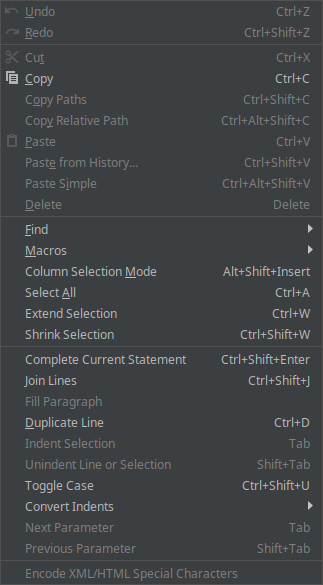 Undo Ctrl+Z
Redo Ctrl+Shift+Z
Cut Ctrl+X
Copy Ctrl+C
Copy Paths Ctrl+Shift+C
Copy Relative Path Ctrl+Alt+Shift+C
Paste Ctrl+V
Paste from History... Ctrl+Shift+V
Paste Simple Ctrl+Alt+Shift+V
Delete Delete
Find
Macros
Column Selection Mode Alt+Shift+Insert
Select All Ctrl+A
Extend Selection Ctrl+W
Shrink Selection Ctrl+Shift+W
Complete Current Statement Ctrl+Shift+Enter
Join Lines Ctrl+Shift+J
Fill Paragraph
Duplicate Line Ctrl+D
Indent Selection Tab
Unindent Line or Selection Shift+Tab
Toggle Case Ctrl+Shift+U
Convert Indents
Next Parameter Tab
Previous Parameter Shift+Tab
Encode XML/HTML Special Characters